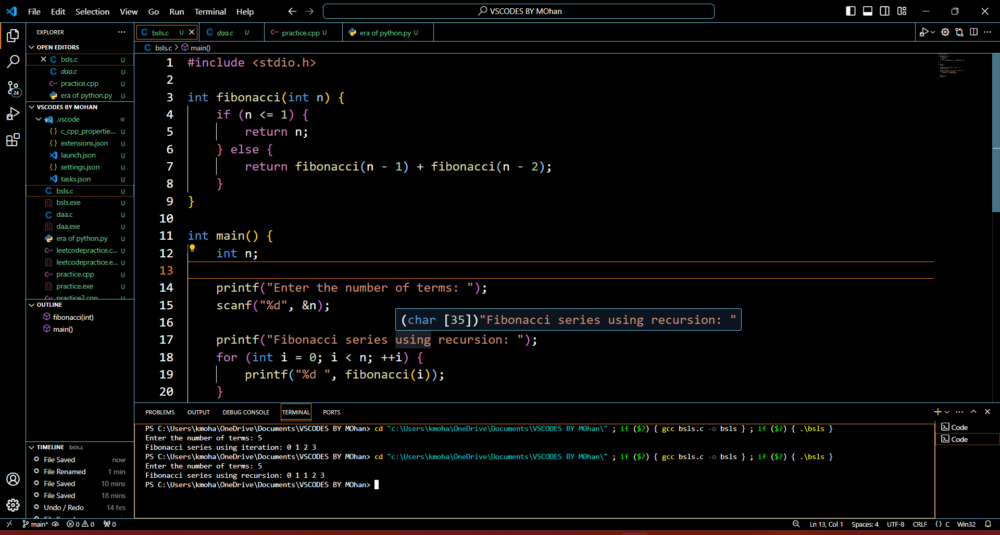 File Edit Selection View Go Run Terminal Help
VSCODES BY MOhan
EXPLORER
OPEN EDITORS
bsls.c U
daa.c U
practice.cpp U
era of python.py U
VSCODES BY MOHAN
.vscode
c_cpp_propertie... U
extensions.json U
launch.json U
settings.json U
tasks.json U
bsls.c U
bsls.exe U
daa.c U
daa.exe U
era of python.py U
leetcodepractice.c... U
leetcodepractice.e... U
practice.cpp U
practice.exe U
practice2.cpp U
OUTLINE
fibonacci(int)
main()
TIMELINE bsls.c
File Saved now
File Renamed 1 min
File Saved 10 mins
File Saved 18 mins
Undo / Redo 14 hrs
24
bsls.c U daa.c U practice.cpp U era of python.py U
bsls.c > main()
1 #include <stdio.h>
2
3 int fibonacci(int n) {
4 if (n <= 1) {
5 return n;
6 } else {
7 return fibonacci(n - 1) + fibonacci(n - 2);
8 }
9 }
10
11 int main() {
12 int n;
13
14 printf("Enter the number of terms: ");
15 scanf("%d", &n);
16
(char [35])"Fibonacci series using recursion: "
17 printf("Fibonacci series using recursion: ");
18 for (int i = 0; i < n; ++i) {
19 printf("%d ", fibonacci(i));
20 }
PROBLEMS OUTPUT DEBUG CONSOLE TERMINAL PORTS
PS C:\Users\kmoha\OneDrive\Documents\VSCODES BY MOhan> cd "c:\Users\kmoha\OneDrive\Documents\VSCODES BY MOhan\" ; if ($?) { gcc bsls.c -o bsls } ; if ($?) { .\bsls }
Enter the number of terms: 5
Fibonacci series using iteration: 0 1 2 3
PS C:\Users\kmoha\OneDrive\Documents\VSCODES BY MOhan> cd "c:\Users\kmoha\OneDrive\Documents\VSCODES BY MOhan\" ; if ($?) { gcc bsls.c -o bsls } ; if ($?) { .\bsls }
Enter the number of terms: 5
Fibonacci series using recursion: 0 1 1 2 3
PS C:\Users\kmoha\OneDrive\Documents\VSCODES BY MOhan>
Code
Code
main* 0 0 0 Ln 13, Col 1 Spaces: 4 UTF-8 CRLF {} C Win32